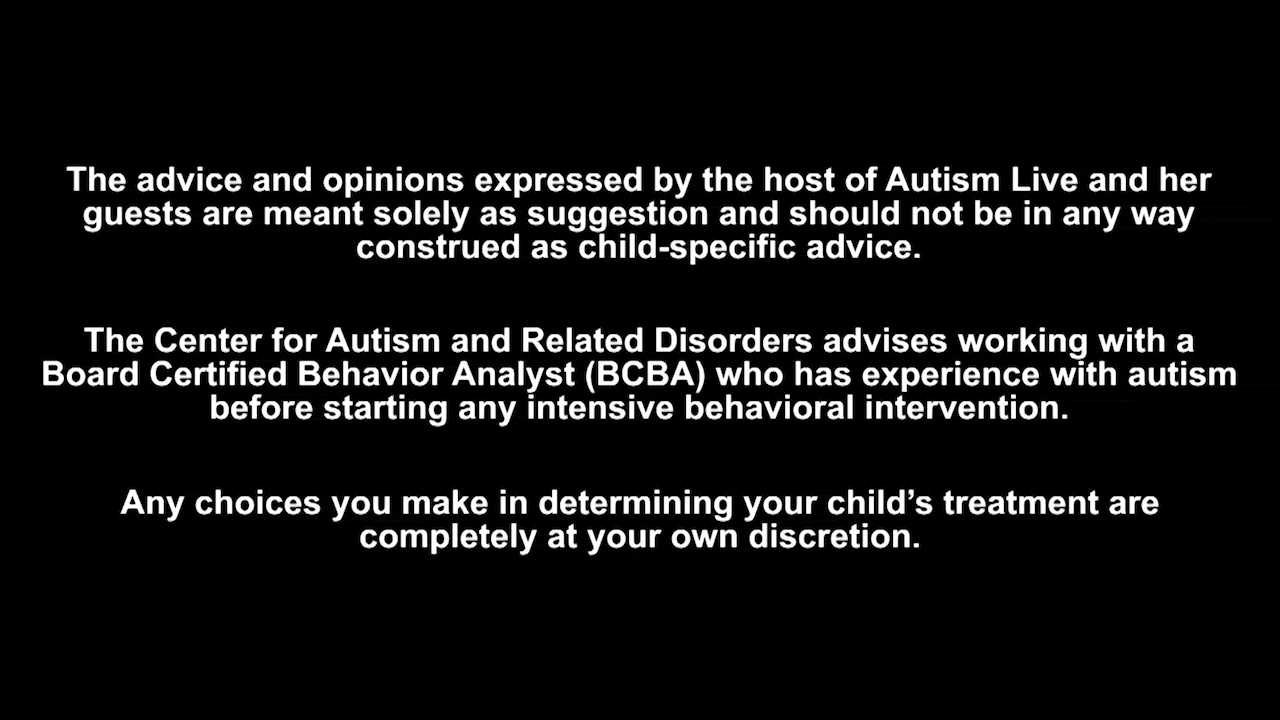 The advice and opinions expressed by the host of Autism Live and her
guests are meant solely as suggestion and should not be in any way
construed as child-specific advice.
The Center for Autism and Related Disorders advises working with a
Board Certified Behavior Analyst (BCBA) who has experience with autism
before starting any intensive behavioral intervention.
Any choices you make in determining your child’s treatment are
completely at your own discretion.